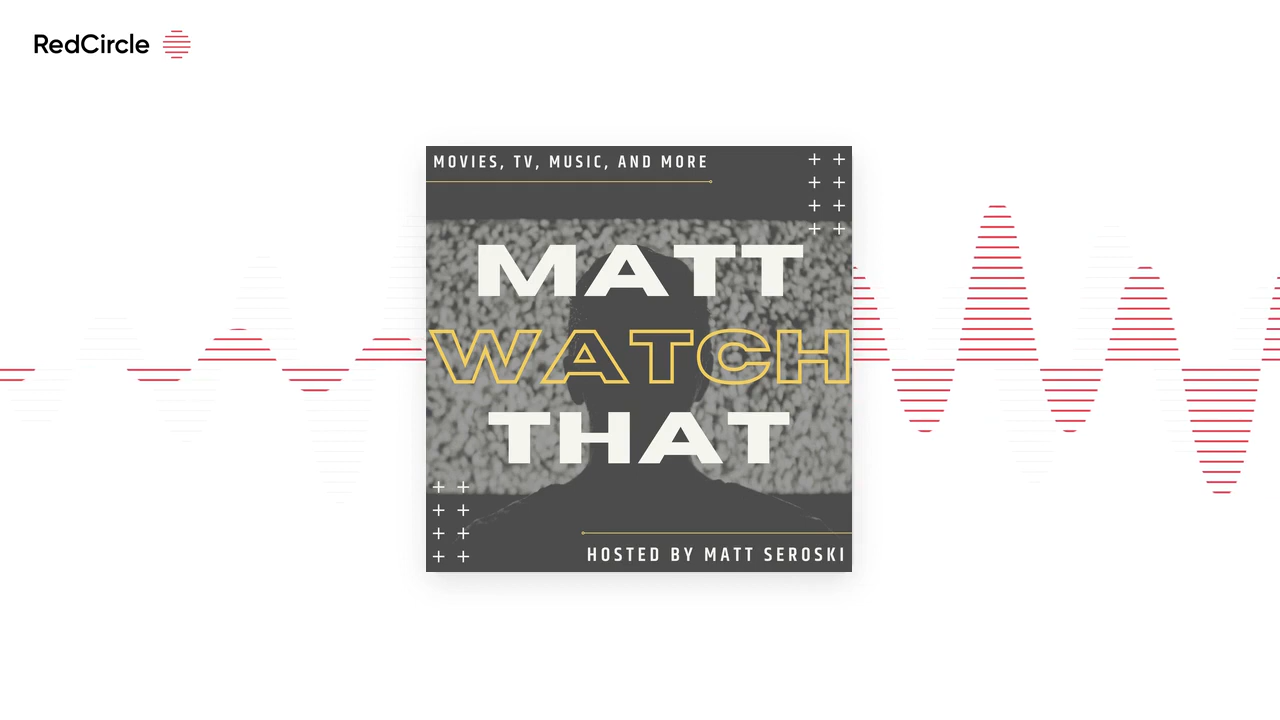 RedCircle
MOVIES, TV, MUSIC, AND MORE
MATT
WATCH
THAT
HOSTED BY MATT SEROSKI